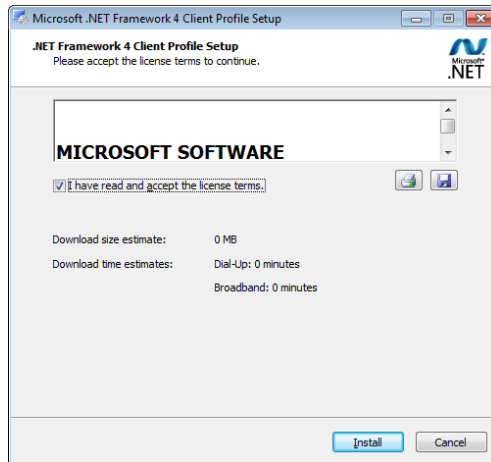 Microsoft .NET Framework 4 Client Profile Setup
.NET Framework 4 Client Profile Setup
Please accept the license terms to continue.
Microsoft
.NET
MICROSOFT SOFTWARE
I have read and accept the license terms.
Download size estimate: 0 MB
Download time estimates: Dial-Up: 0 minutes
Broadband: 0 minutes
Install Cancel